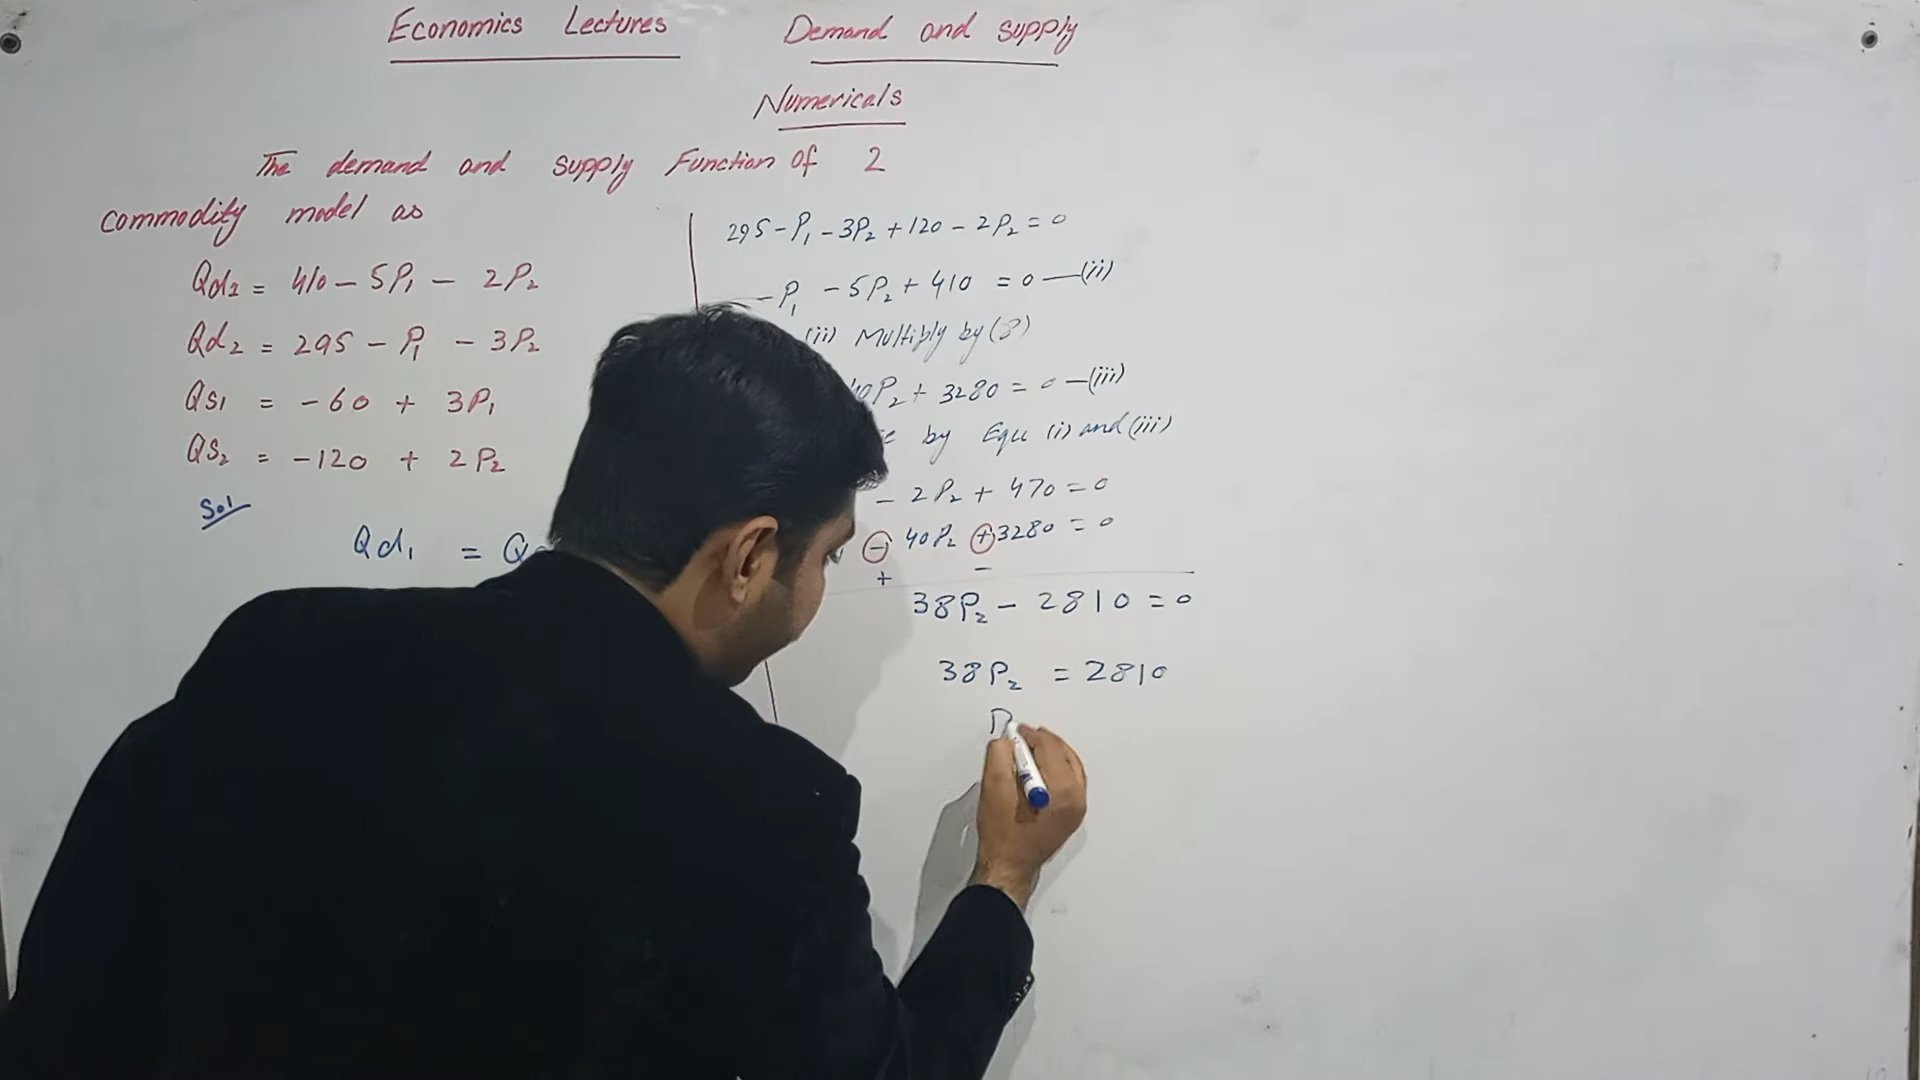 Economics Lectures Demand and supply
Numericals
The demand and supply Function of 2
commodity model as
Qd1 = 410 - 5P1 - 2P2
Qd2 = 295 - P1 - 3P2
QS1 = -60 + 3P1
QS2 = -120 + 2P2
Sol
Qd1 = Q
295 - P1 - 3P2 + 120 - 2P2 = 0
-P1 - 5P2 + 410 = 0 —(ii)
(ii) Multiply by (8)
40P2 + 3280 = 0 —(iii)
by Equ (i) and (iii)
- 2P2 + 470 = 0
- 40P2 + 3280 = 0
+ -
38P2 - 2810 = 0
38P2 = 2810
P